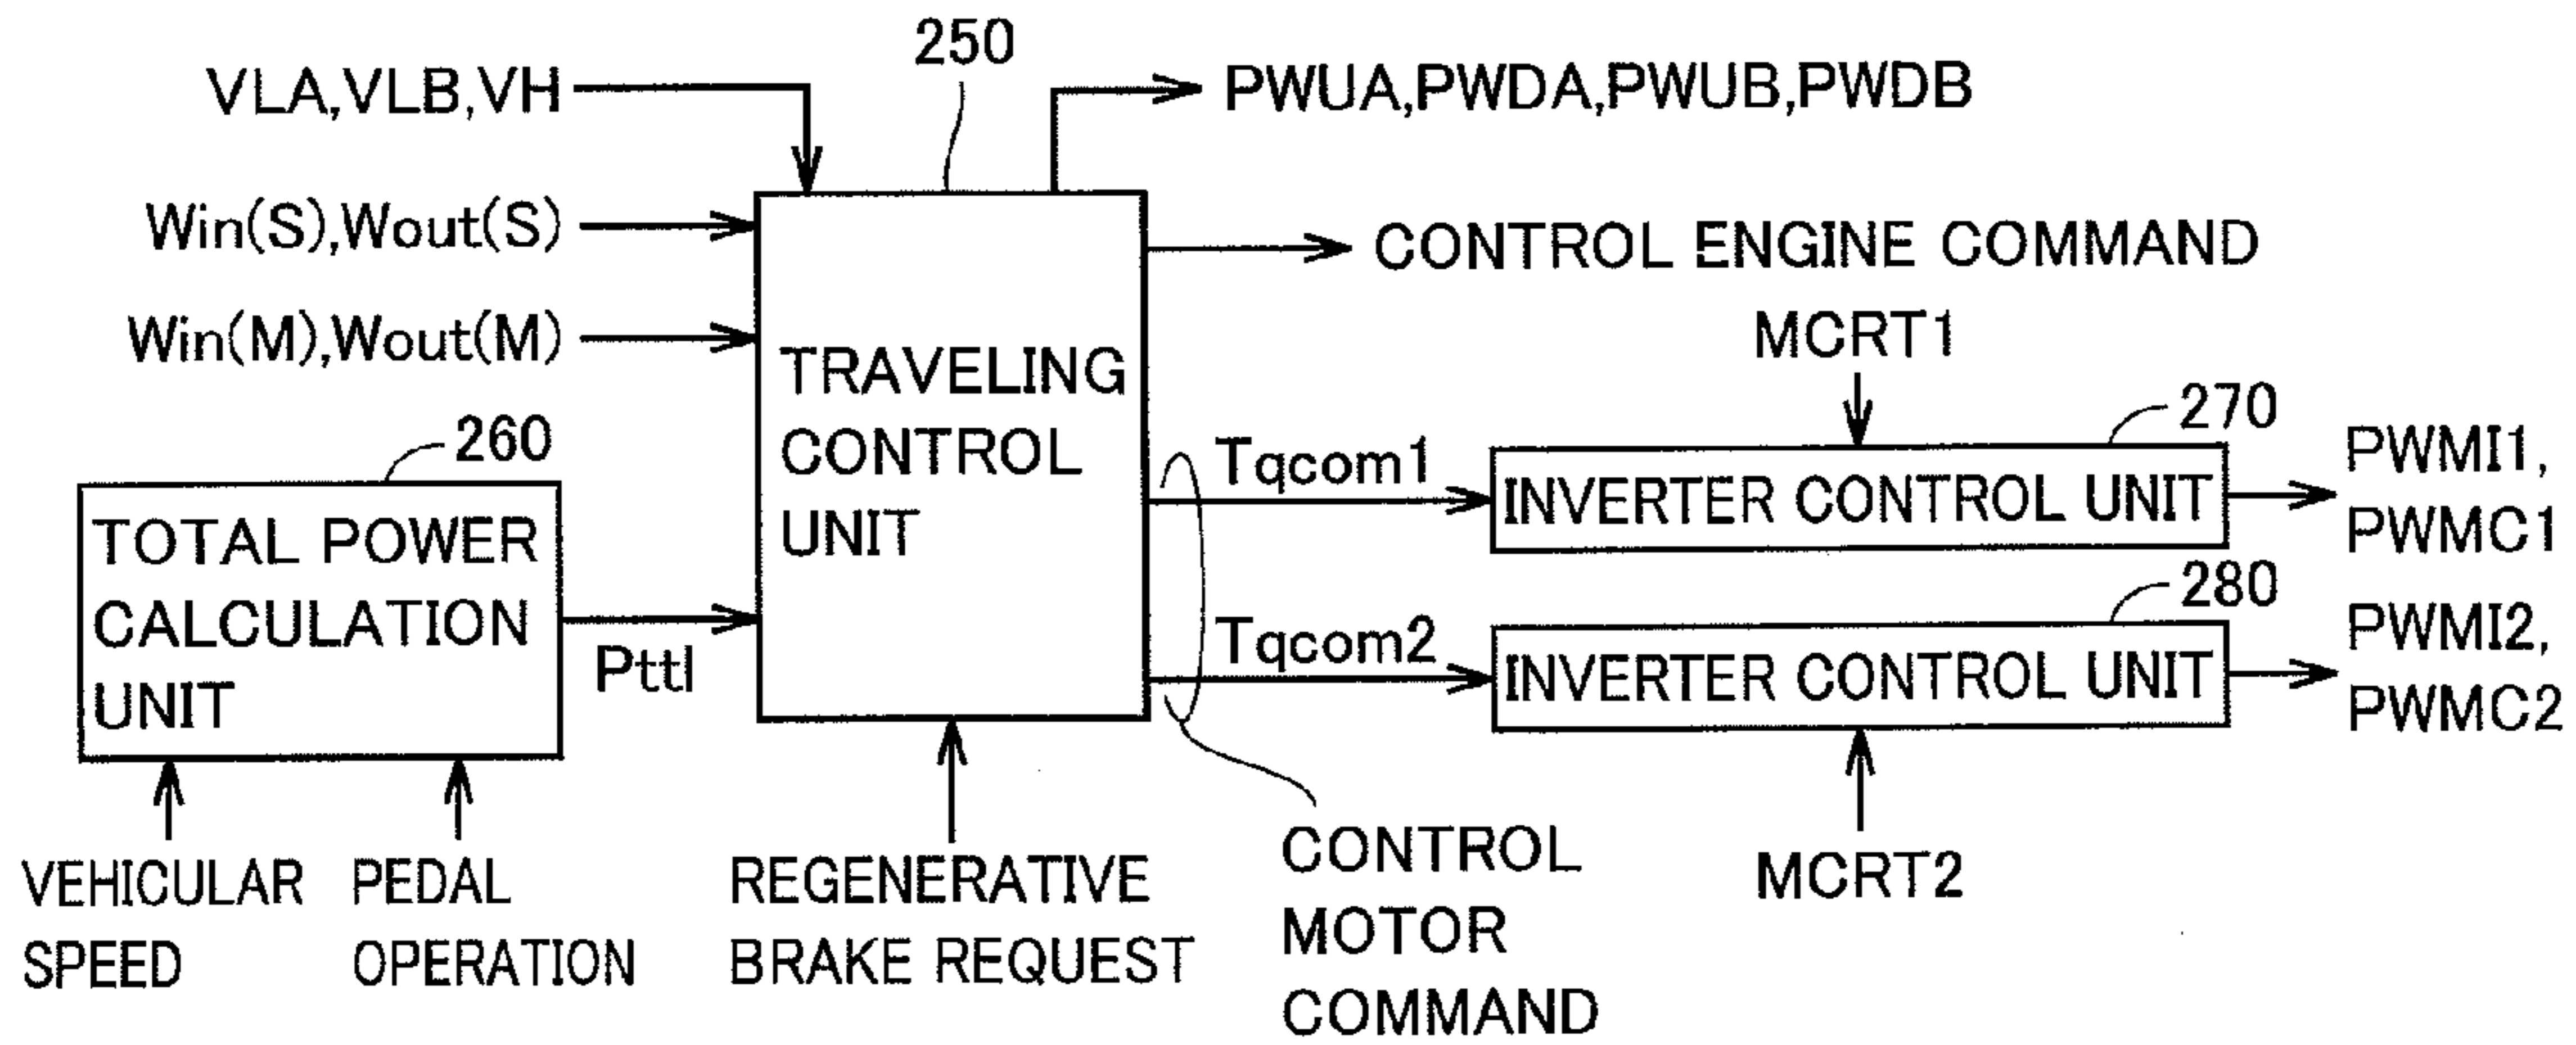 250
VLA,VLB,VH
PWUA,PWDA,PWUB,PWDB
Win(S),Wout(S)
CONTROL ENGINE COMMAND
Win(M),Wout(M)
MCRT1
TRAVELING
CONTROL
UNIT
260
270
Tqcom1
INVERTER CONTROL UNIT
PWMI1,
PWMC1
TOTAL POWER
CALCULATION
UNIT
Pttl
280
Tqcom2
INVERTER CONTROL UNIT
PWMI2,
PWMC2
VEHICULAR
SPEED
PEDAL
OPERATION
REGENERATIVE
BRAKE REQUEST
CONTROL
MOTOR
COMMAND
MCRT2